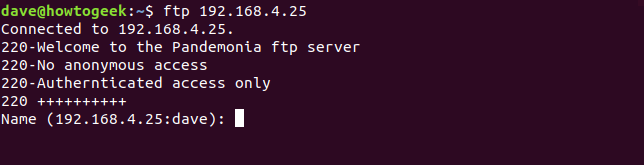 dave@howtogeek:~$ ftp 192.168.4.25
Connected to 192.168.4.25.
220-Welcome to the Pandemonia ftp server
220-No anonymous access
220-Authernticated access only
220 ++++++++++
Name (192.168.4.25:dave):